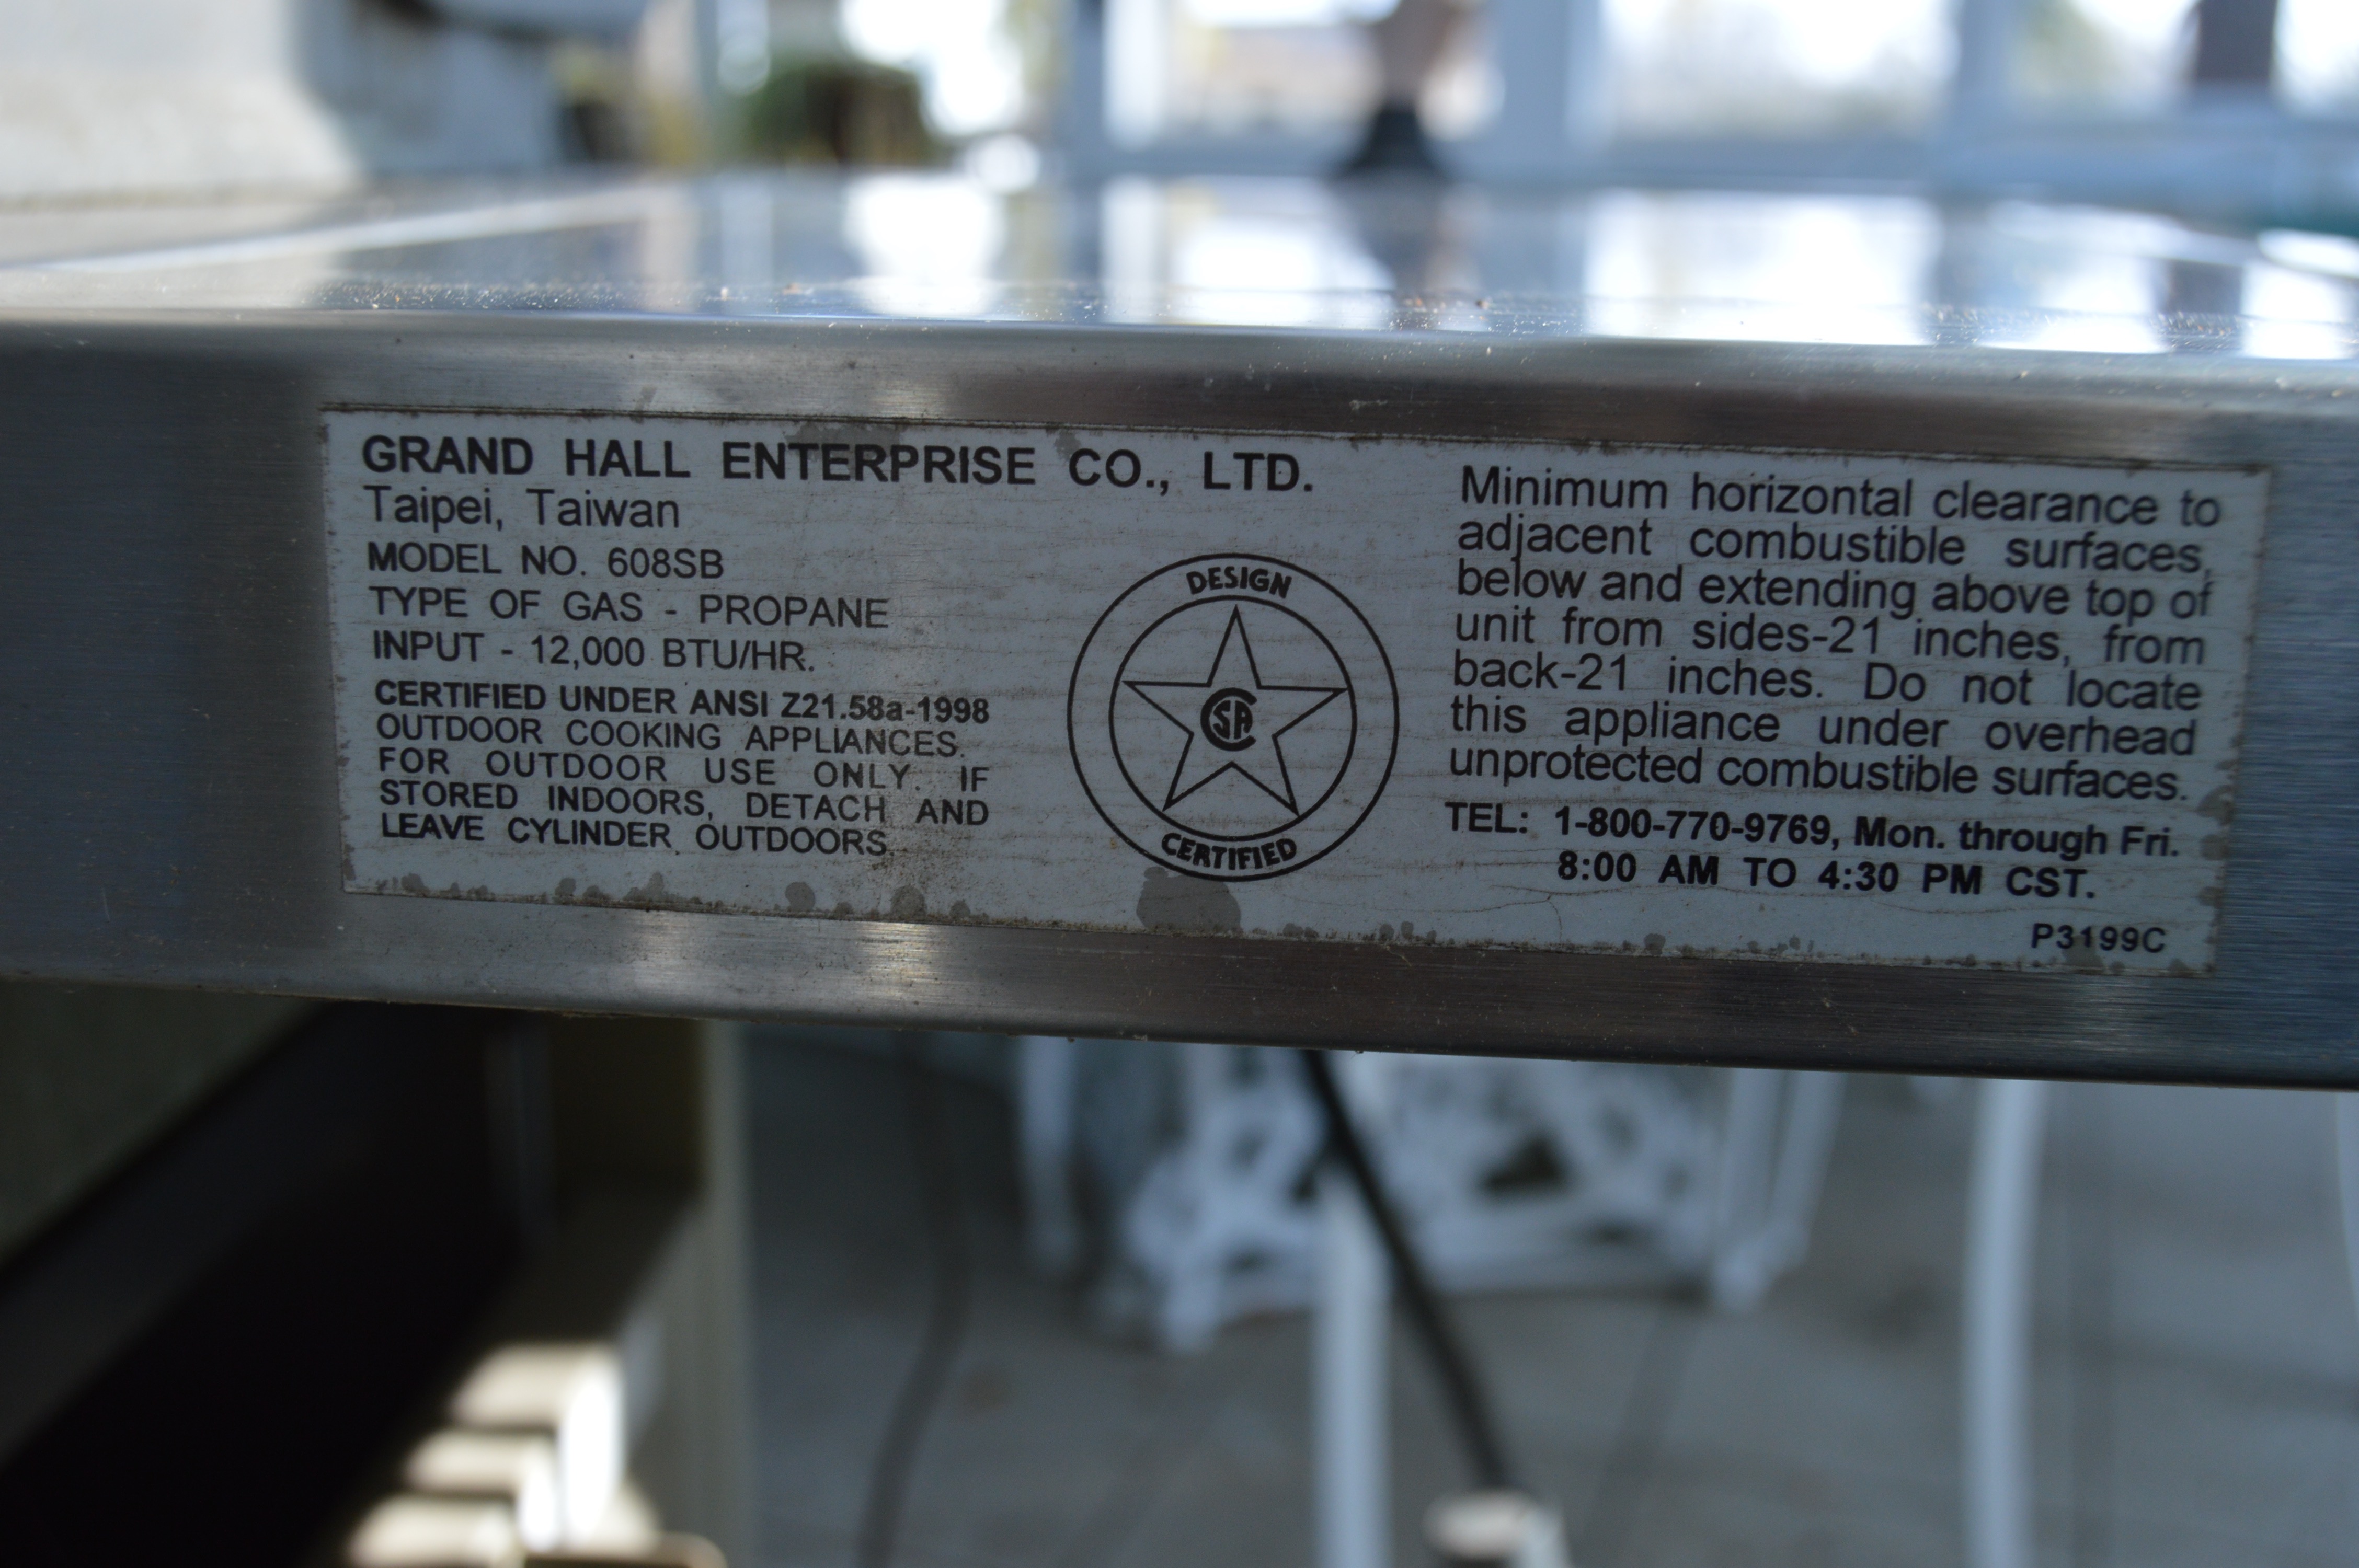 GRAND HALL ENTERPRISE CO., LTD.
Taipei, Taiwan
MODEL NO. 608SB
TYPE OF GAS - PROPANE
INPUT - 12,000 BTU/HR.
CERTIFIED UNDER ANSI Z21.58a-1998
OUTDOOR COOKING APPLIANCES.
FOR OUTDOOR USE ONLY. IF
STORED INDOORS, DETACH AND
LEAVE CYLINDER OUTDOORS
DESIGN
SA
CERTIFIED
Minimum horizontal clearance to
adjacent combustible surfaces,
below and extending above top of
unit from sides-21 inches, from
back-21 inches. Do not locate
this appliance under overhead
unprotected combustible surfaces.
TEL: 1-800-770-9769, Mon. through Fri.
8:00 AM TO 4:30 PM CST.
P3199C